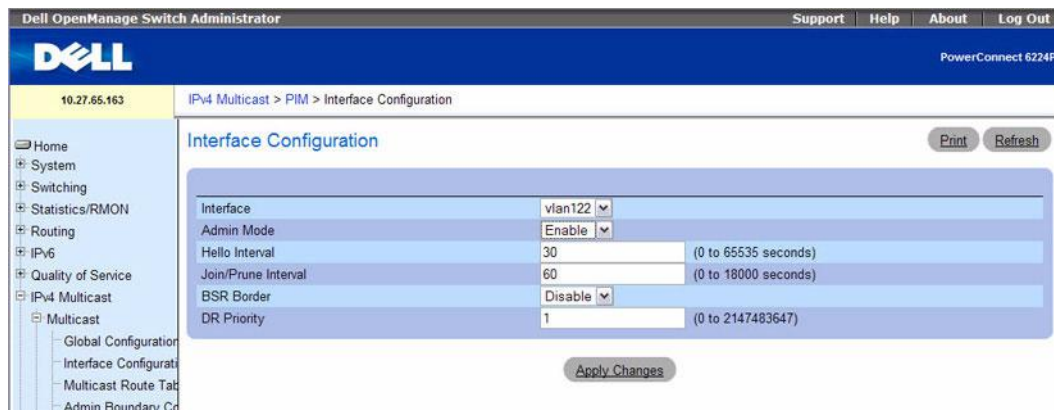 Dell OpenManage Switch Administrator
Support Help About Log Out
DELL
PowerConnect 6224P
10.27.65.163
IPv4 Multicast > PIM > Interface Configuration
Home
System
Switching
Statistics/RMON
Routing
IPv6
Quality of Service
IPv4 Multicast
Multicast
Global Configuration
Interface Configurati
Multicast Route Tab
Admin Boundary Co
Interface Configuration
Print Refresh
Interface vlan122
Admin Mode Enable
Hello Interval 30 (0 to 65535 seconds)
Join/Prune Interval 60 (0 to 18000 seconds)
BSR Border Disable
DR Priority 1 (0 to 2147483647)
Apply Changes